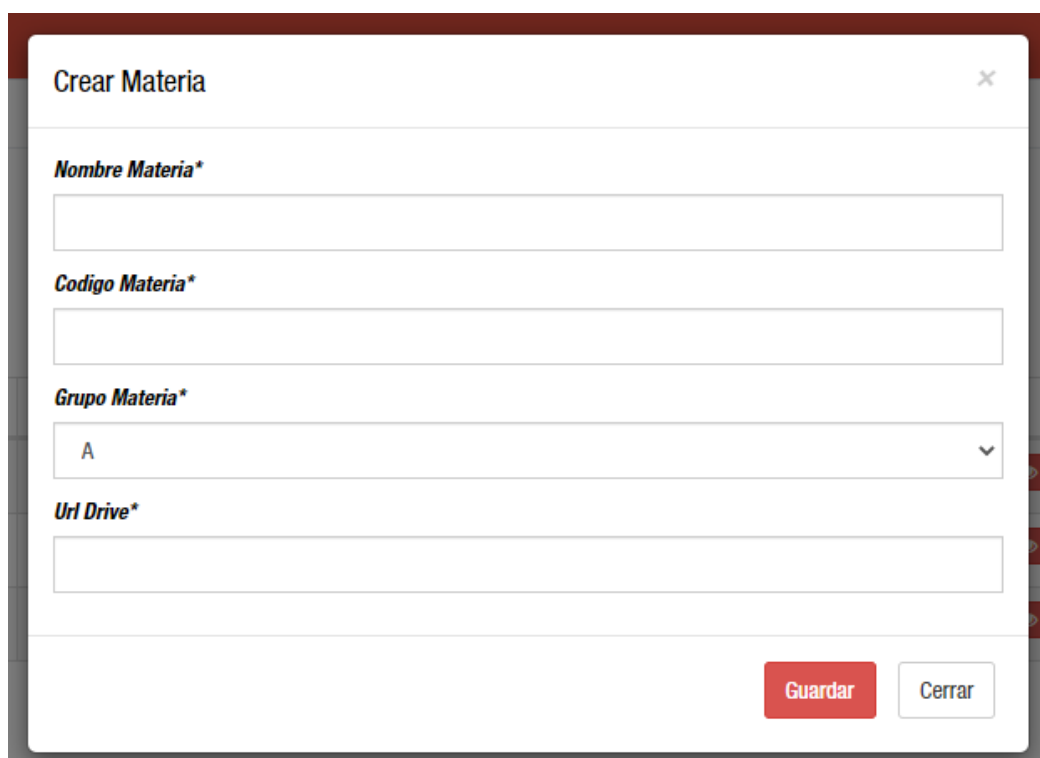 Crear Materia ×
Nombre Materia*
Codigo Materia*
Grupo Materia*
A
Url Drive*
Guardar Cerrar